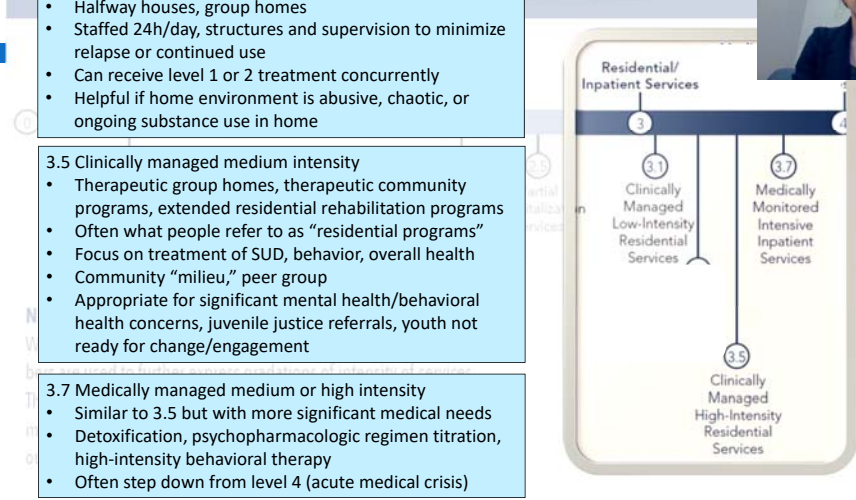 • Halfway houses, group homes
• Staffed 24h/day, structures and supervision to minimize
relapse or continued use
• Can receive level 1 or 2 treatment concurrently
• Helpful if home environment is abusive, chaotic, or
ongoing substance use in home
3.5 Clinically managed medium intensity
• Therapeutic group homes, therapeutic community
programs, extended residential rehabilitation programs
• Often what people refer to as “residential programs”
• Focus on treatment of SUD, behavior, overall health
• Community “milieu,” peer group
• Appropriate for significant mental health/behavioral
health concerns, juvenile justice referrals, youth not
ready for change/engagement
3.7 Medically managed medium or high intensity
• Similar to 3.5 but with more significant medical needs
• Detoxification, psychopharmacologic regimen titration,
high-intensity behavioral therapy
• Often step down from level 4 (acute medical crisis)
Residential/
Inpatient Services
3
4
3.1
Clinically
Managed
Low-Intensity
Residential
Services
3.7
Medically
Monitored
Intensive
Inpatient
Services
3.5
Clinically
Managed
High-Intensity
Residential
Services
0
2.5